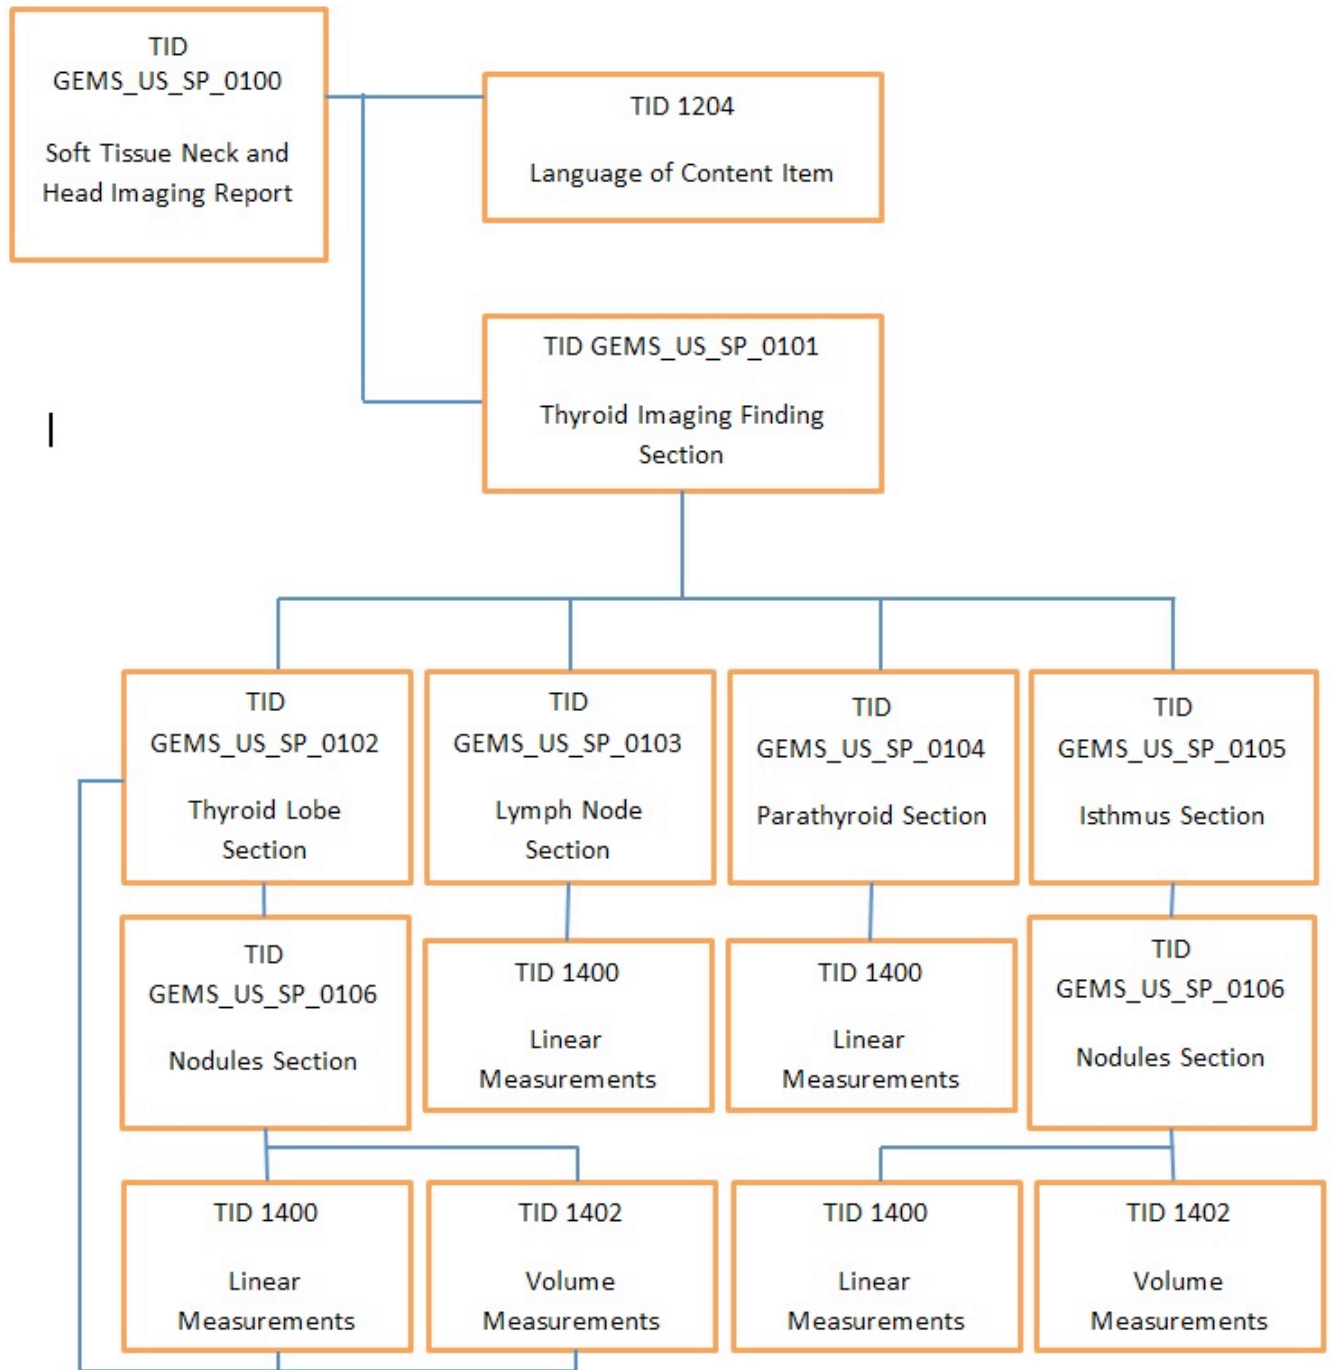 TID
GEMS_US_SP_0100
Soft Tissue Neck and
Head Imaging Report
TID 1204
Language of Content Item
TID GEMS_US_SP_0101
Thyroid Imaging Finding
Section
TID
GEMS_US_SP_0102
Thyroid Lobe
Section
TID
GEMS_US_SP_0103
Lymph Node
Section
TID
GEMS_US_SP_0104
Parathyroid Section
TID
GEMS_US_SP_0105
Isthmus Section
TID
GEMS_US_SP_0106
Nodules Section
TID 1400
Linear
Measurements
TID 1400
Linear
Measurements
TID
GEMS_US_SP_0106
Nodules Section
TID 1400
Linear
Measurements
TID 1402
Volume
Measurements
TID 1400
Linear
Measurements
TID 1402
Volume
Measurements